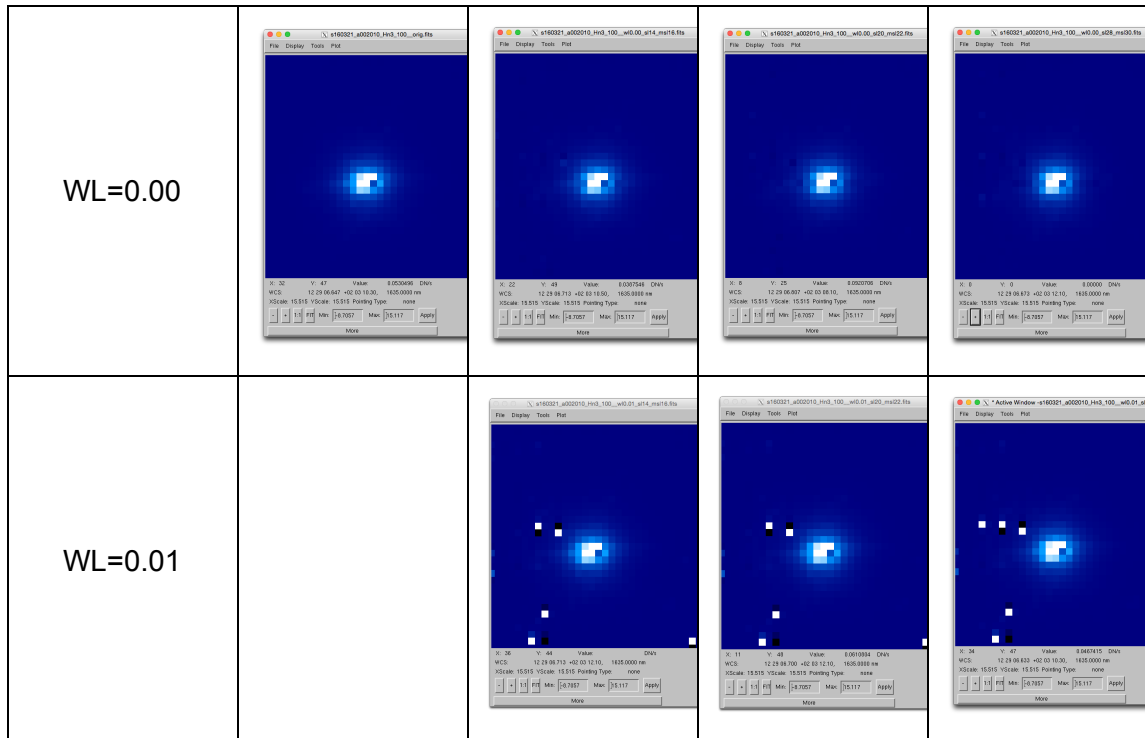 WL=0.00
s160321_a002010_Hn3_100__orig.fits
File Display Tools Plot
X: 32 Y: 47 Value: 0.0530496 DN/s
WCS: 12 29 06.647 +02 03 10.30, 1635.0000 nm
XScale: 15.515 YScale: 15.515 Pointing Type: none
- + 1:1 FIT Min: -8.7057 Max: 15.117 Apply
More
s160321_a002010_Hn3_100__wl0.00_sl14_msl16.fits
File Display Tools Plot
X: 22 Y: 49 Value: 0.0367548 DN/s
WCS: 12 29 06.713 +02 03 10.50, 1635.0000 nm
XScale: 15.515 YScale: 15.515 Pointing Type: none
- + 1:1 FIT Min: -8.7057 Max: 15.117 Apply
More
s160321_a002010_Hn3_100__wl0.00_sl20_msl22.fits
File Display Tools Plot
X: 8 Y: 25 Value: 0.0920706 DN/s
WCS: 12 29 06.607 +02 03 08.10, 1635.0000 nm
XScale: 15.515 YScale: 15.515 Pointing Type: none
- + 1:1 FIT Min: -8.7057 Max: 15.117 Apply
More
s160321_a002010_Hn3_100__wl0.00_sl28_msl30.fits
File Display Tools Plot
X: 0 Y: 0 Value: 0.00000 DN/s
WCS: 12 29 06.673 +02 03 12.10, 1635.0000 nm
XScale: 15.515 YScale: 15.515 Pointing Type: none
- + 1:1 FIT Min: -8.7057 Max: 15.117 Apply
More
WL=0.01
s160321_a002010_Hn3_100__wl0.01_sl14_msl16.fits
File Display Tools Plot
X: 36 Y: 44 Value: DN/s
WCS: 12 29 06.713 +02 03 12.10, 1635.0000 nm
XScale: 15.515 YScale: 15.515 Pointing Type: none
- + 1:1 FIT Min: -8.7057 Max: 15.117 Apply
More
s160321_a002010_Hn3_100__wl0.01_sl20_msl22.fits
File Display Tools Plot
X: 11 Y: 48 Value: 0.0610804 DN/s
WCS: 12 29 06.700 +02 03 12.10, 1635.0000 nm
XScale: 15.515 YScale: 15.515 Pointing Type: none
- + 1:1 FIT Min: -8.7057 Max: 15.117 Apply
More
* Active Window -s160321_a002010_Hn3_100__wl0.01_sl
File Display Tools Plot
X: 34 Y: 47 Value: 0.0467415 DN/s
WCS: 12 29 06.633 +02 03 10.30, 1635.0000 nm
XScale: 15.515 YScale: 15.515 Pointing Type: none
- + 1:1 FIT Min: -8.7057 Max: 15.117 Apply
More